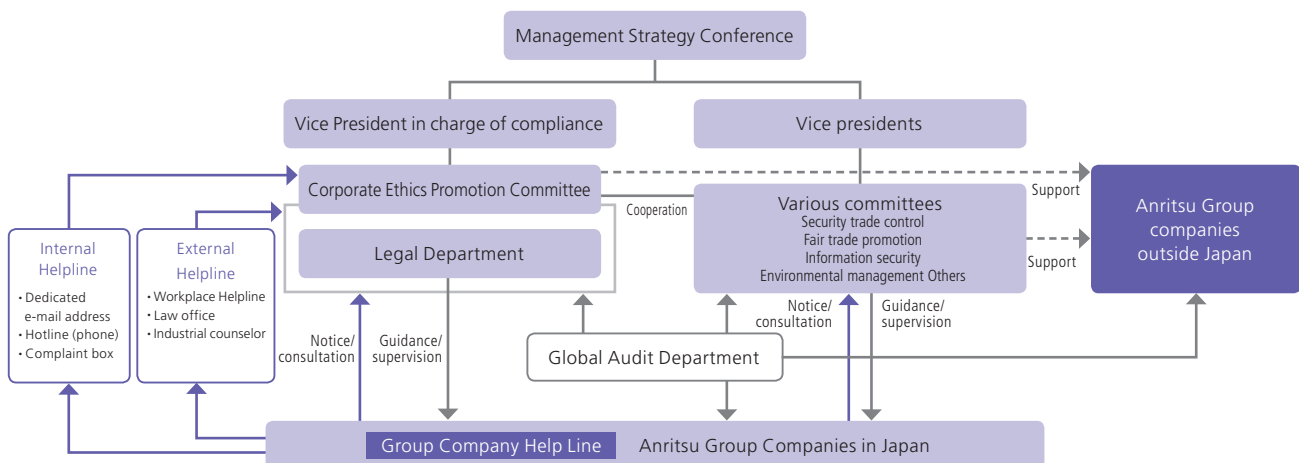 Management Strategy Conference
Vice President in charge of compliance
Vice presidents
Corporate Ethics Promotion Committee
Cooperation
Support
Various committees
Security trade control
Fair trade promotion
Information security
Environmental management Others
Support
Anritsu Group
companies
outside Japan
Legal Department
Internal
Helpline
• Dedicated
e-mail address
• Hotline (phone)
• Complaint box
External
Helpline
• Workplace Helpline
• Law office
• Industrial counselor
Notice/
consultation
Guidance/
supervision
Notice/
consultation
Guidance/
supervision
Global Audit Department
Group Company Help Line
Anritsu Group Companies in Japan